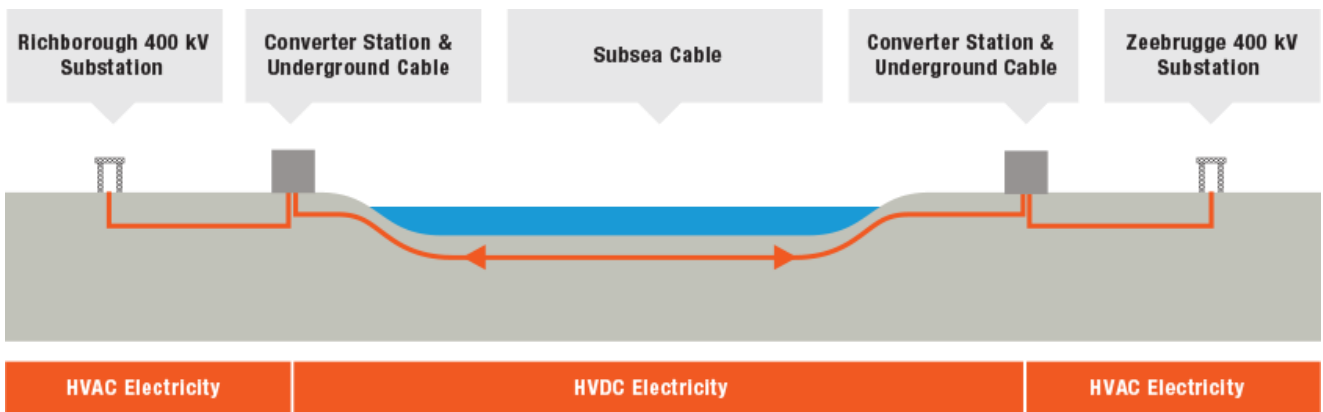 Richborough 400 kV
Substation
Converter Station &
Underground Cable
Subsea Cable
Converter Station &
Underground Cable
Zeebrugge 400 kV
Substation
HVAC Electricity
HVDC Electricity
HVAC Electricity